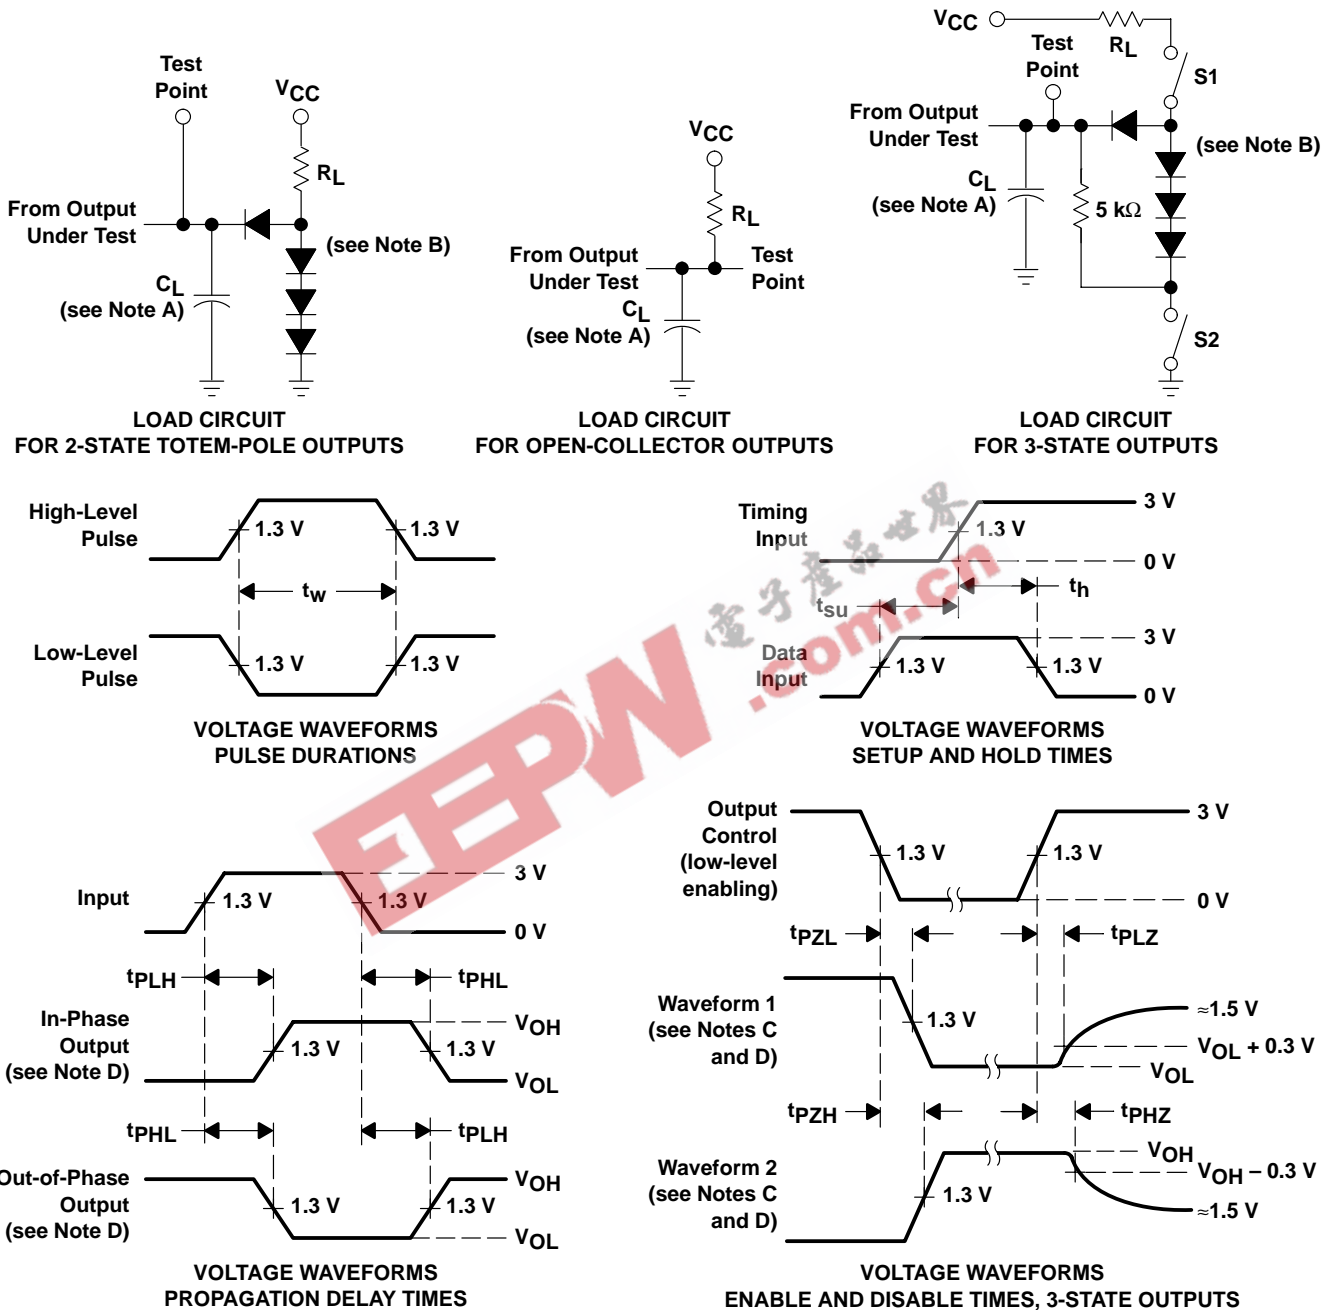 Test
Point
VCC
RL
From Output
Under Test
(see Note B)
CL
(see Note A)
LOAD CIRCUIT
FOR 2-STATE TOTEM-POLE OUTPUTS
VCC
RL
From Output
Under Test
Test
Point
CL
(see Note A)
LOAD CIRCUIT
FOR OPEN-COLLECTOR OUTPUTS
VCC
RL
Test
Point
S1
From Output
Under Test
(see Note B)
CL
(see Note A)
5 kΩ
S2
LOAD CIRCUIT
FOR 3-STATE OUTPUTS
High-Level
Pulse
1.3 V
1.3 V
tw
Low-Level
Pulse
1.3 V
1.3 V
VOLTAGE WAVEFORMS
PULSE DURATIONS
Timing
Input
1.3 V
3 V
0 V
tsu
th
Data
Input
1.3 V
1.3 V
3 V
0 V
VOLTAGE WAVEFORMS
SETUP AND HOLD TIMES
EEPW
電子產品世界
.com.cn
Input
1.3 V
1.3 V
3 V
0 V
tPLH
tPHL
In-Phase
Output
(see Note D)
1.3 V
1.3 V
VOH
VOL
tPHL
tPLH
Out-of-Phase
Output
(see Note D)
1.3 V
1.3 V
VOH
VOL
VOLTAGE WAVEFORMS
PROPAGATION DELAY TIMES
Output
Control
(low-level
enabling)
1.3 V
1.3 V
3 V
0 V
tPZL
tPLZ
Waveform 1
(see Notes C
and D)
1.3 V
≈1.5 V
VOL + 0.3 V
VOL
tPZH
tPHZ
Waveform 2
(see Notes C
and D)
1.3 V
VOH
VOH − 0.3 V
≈1.5 V
VOLTAGE WAVEFORMS
ENABLE AND DISABLE TIMES, 3-STATE OUTPUTS